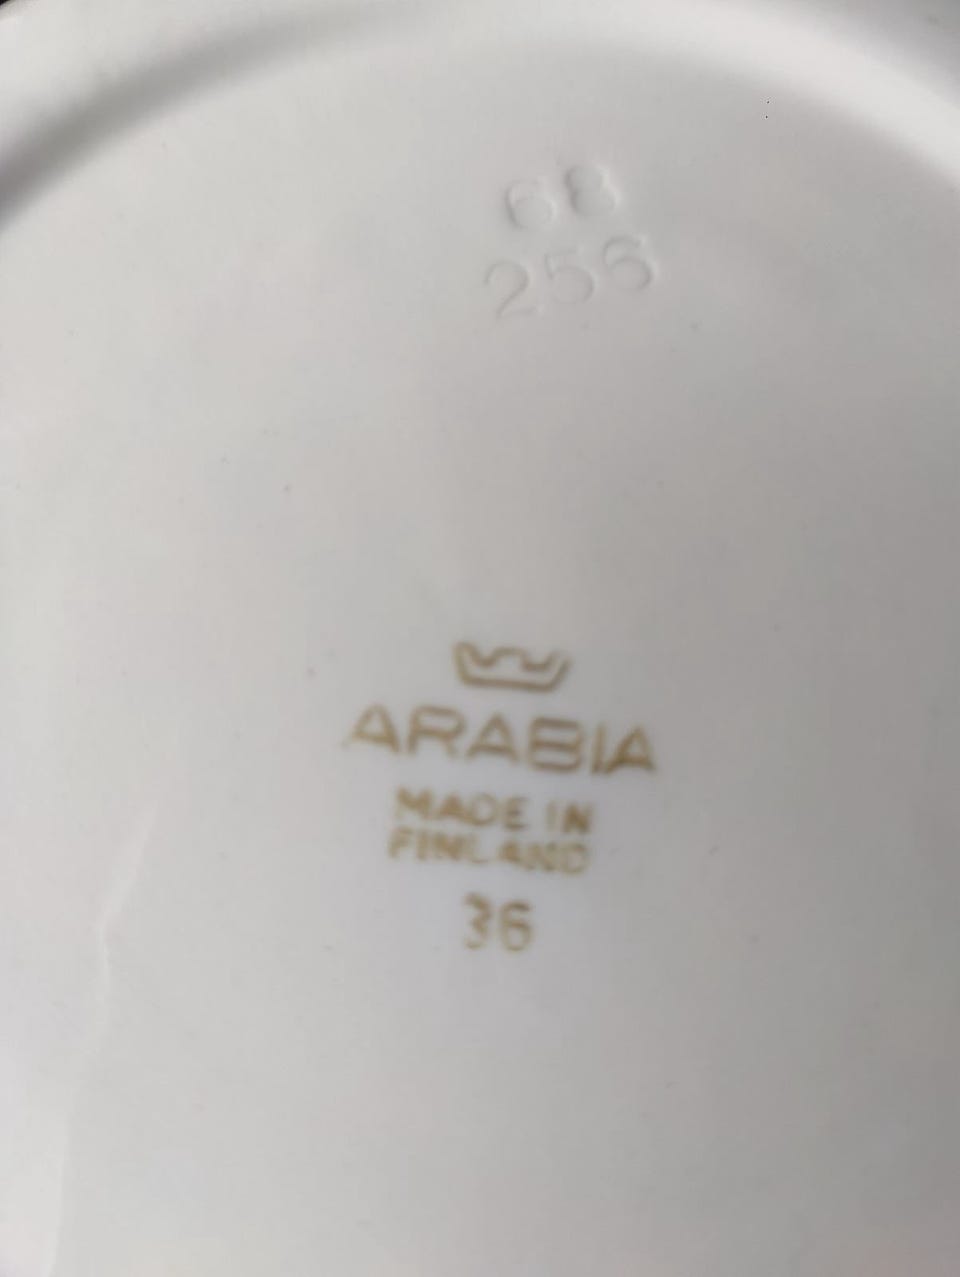 68
256
ARABIA
MADE IN
FINLAND
36